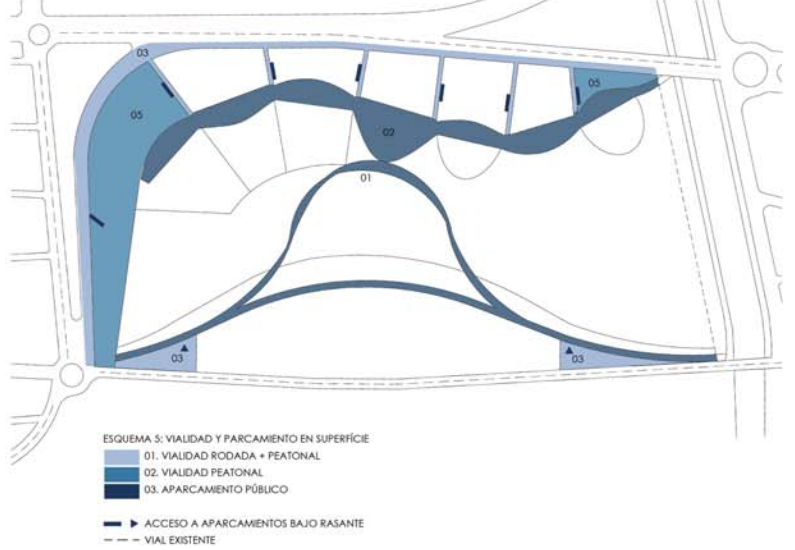 03
05
05
02
01
03
03
ESQUEMA 5: VIALIDAD Y PARCAMIENTO EN SUPERFÍCIE
01. VIALIDAD RODADA + PEATONAL
02. VIALIDAD PEATONAL
03. APARCAMIENTO PÚBLICO
ACCESO A APARCAMIENTOS BAJO RASANTE
VIAL EXISTENTE